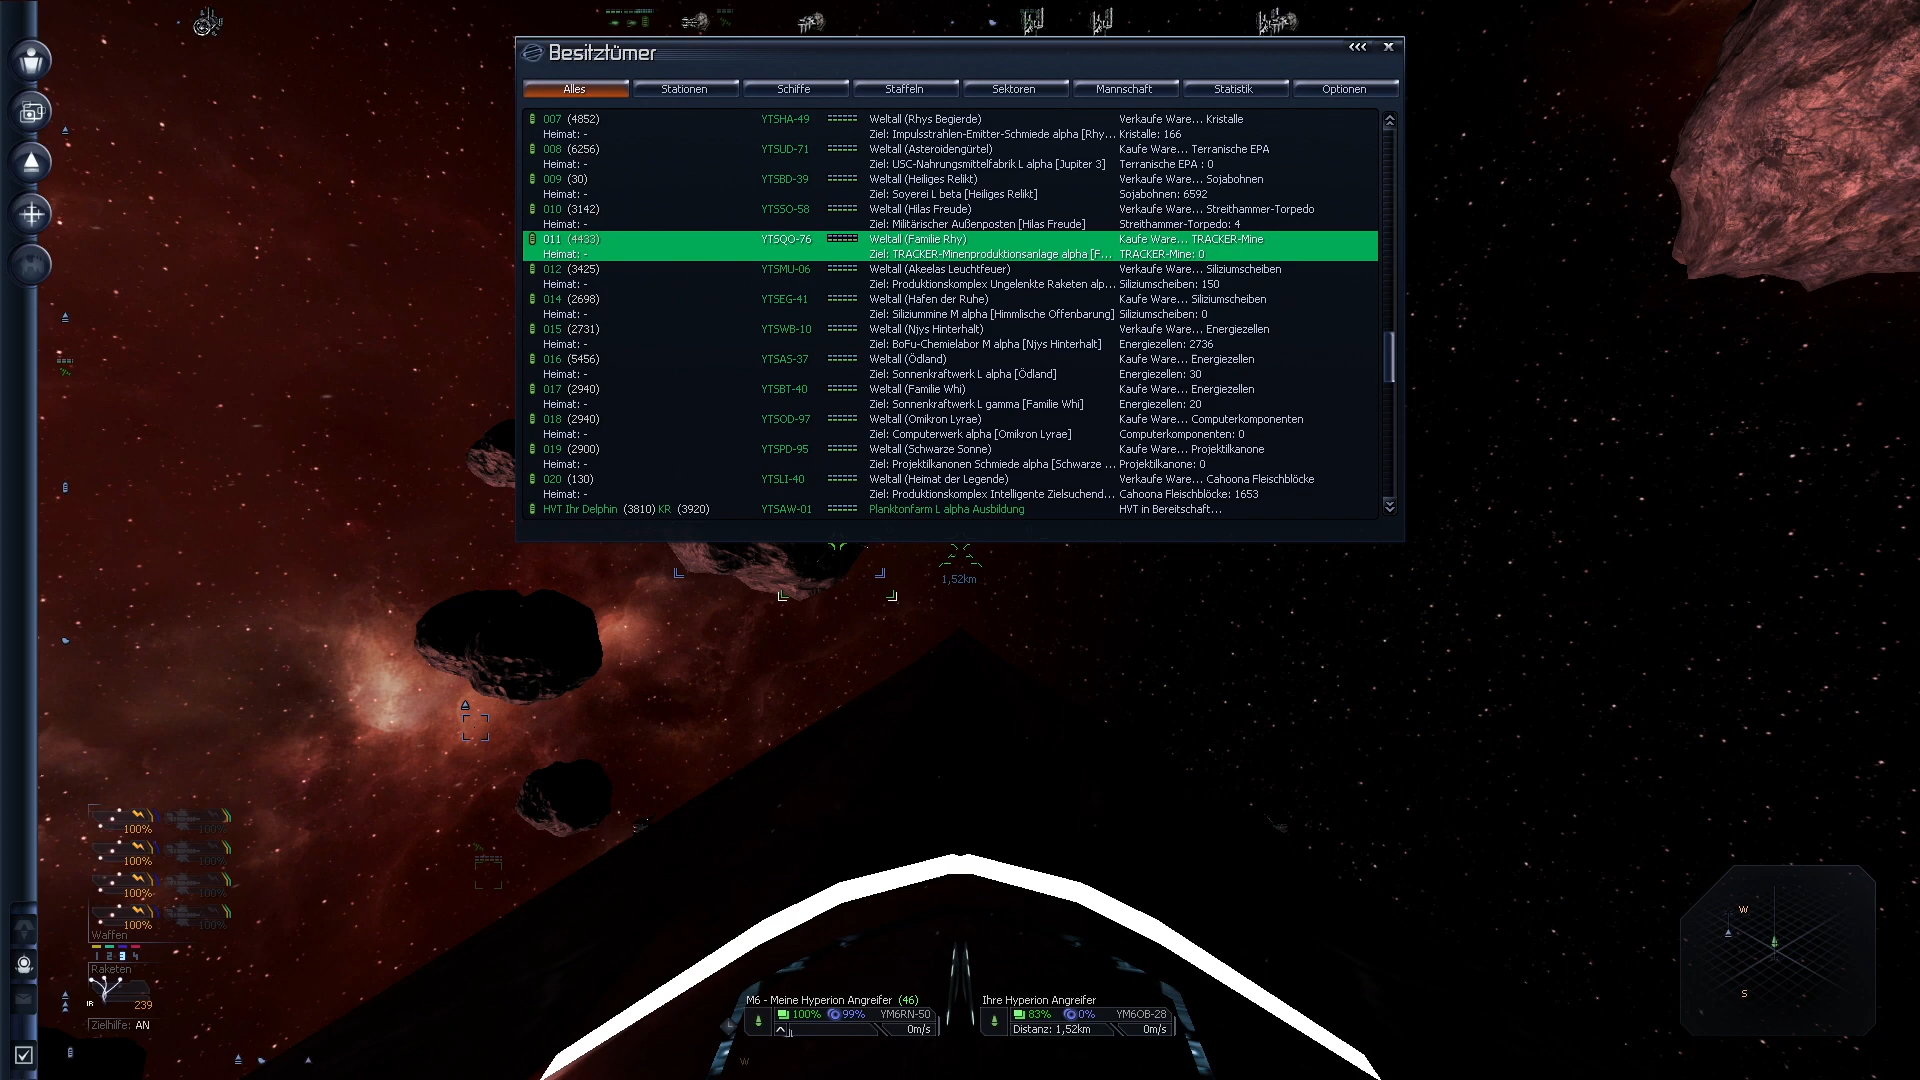 Besitztümer
Alles Stationen Schiffe Staffeln Sektoren Mannschaft Statistik Optionen
007 (4852) YTSHA-49 Weltall (Rhys Begierde) Verkaufe Ware... Kristalle
Heimat: - Ziel: Impulsstrahlen-Emitter-Schmiede alpha [Rhy... Kristalle: 166
008 (6256) YTSUD-71 Weltall (Asteroidengürtel) Kaufe Ware... Terranische EPA
Heimat: - Ziel: USC-Nahrungsmittelfabrik L alpha [Jupiter 3] Terranische EPA : 0
009 (30) YTSBD-39 Weltall (Heiliges Relikt) Verkaufe Ware... Sojabohnen
Heimat: - Ziel: Soyerei L beta [Heiliges Relikt] Sojabohnen: 6592
010 (3142) YTSSO-58 Weltall (Hilas Freude) Verkaufe Ware... Streithammer-Torpedo
Heimat: - Ziel: Militärischer Außenposten [Hilas Freude] Streithammer-Torpedo: 4
011 (4433) YTSQO-76 Weltall (Familie Rhy) Kaufe Ware... TRACKER-Mine
Heimat: - Ziel: TRACKER-Minenproduktionsanlage alpha [F... TRACKER-Mine: 0
012 (3425) YTSMU-06 Weltall (Akeelas Leuchtfeuer) Verkaufe Ware... Siliziumscheiben
Heimat: - Ziel: Produktionskomplex Ungelenkte Raketen alp... Siliziumscheiben: 150
014 (2698) YTSEG-41 Weltall (Hafen der Ruhe) Kaufe Ware... Siliziumscheiben
Heimat: - Ziel: Siliziummine M alpha [Himmlische Offenbarung] Siliziumscheiben: 0
015 (2731) YTSWB-10 Weltall (Njys Hinterhalt) Verkaufe Ware... Energiezellen
Heimat: - Ziel: BoFu-Chemielabor M alpha [Njys Hinterhalt] Energiezellen: 2736
016 (5456) YTSAS-37 Weltall (Ödland) Kaufe Ware... Energiezellen
Heimat: - Ziel: Sonnenkraftwerk L alpha [Ödland] Energiezellen: 30
017 (2940) YTSBT-40 Weltall (Familie Whi) Kaufe Ware... Energiezellen
Heimat: - Ziel: Sonnenkraftwerk L gamma [Familie Whi] Energiezellen: 20
018 (2940) YTSOD-97 Weltall (Omikron Lyrae) Kaufe Ware... Computerkomponenten
Heimat: - Ziel: Computerwerk alpha [Omikron Lyrae] Computerkomponenten: 0
019 (2900) YTSPD-95 Weltall (Schwarze Sonne) Kaufe Ware... Projektilkanone
Heimat: - Ziel: Projektilkanonen Schmiede alpha [Schwarze ... Projektilkanone: 0
020 (130) YTSLI-40 Weltall (Heimat der Legende) Verkaufe Ware... Cahoona Fleischblöcke
Heimat: - Ziel: Produktionskomplex Intelligente Zielsuchend... Cahoona Fleischblöcke: 1653
HVT Ihr Delphin (3810) KR (3920) YTSAW-01 Planktonfarm L alpha Ausbildung HVT in Bereitschaft...
1,52km
100% 100%
100% 100%
100% 100%
100% 100%
Waffen
1 2 3 4
Raketen
IR 239
Zielhilfe: AN
M6 - Meine Hyperion Angreifer (46)
100% 99% YM6RN-50
0m/s
Ihre Hyperion Angreifer
83% 0% YM6OB-28
Distanz: 1,52km 0m/s
W
W
S